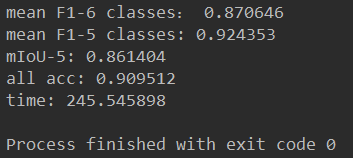 mean F1-6 classes： 0.870646
mean F1-5 classes: 0.924353
mIoU-5: 0.861404
all acc: 0.909512
time: 245.545898
Process finished with exit code 0